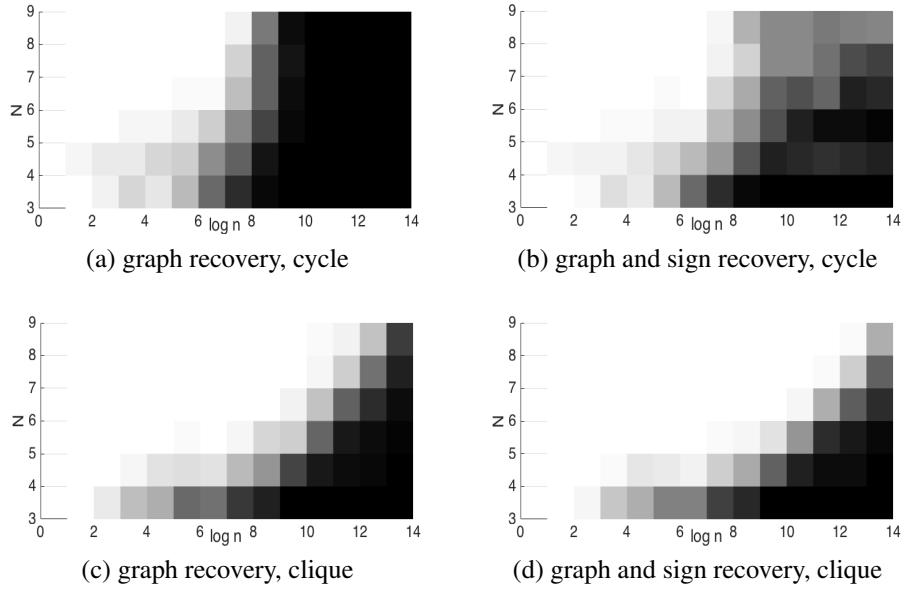 9
8
7
N
6
5
4
3
0 2 4 6 8 10 12 14
log n
(a) graph recovery, cycle
9
8
7
N
6
5
4
3
0 2 4 6 8 10 12 14
log n
(b) graph and sign recovery, cycle
9
8
7
N
6
5
4
3
0 2 4 6 8 10 12 14
log n
(c) graph recovery, clique
9
8
7
N
6
5
4
3
0 2 4 6 8 10 12 14
log n
(d) graph and sign recovery, clique